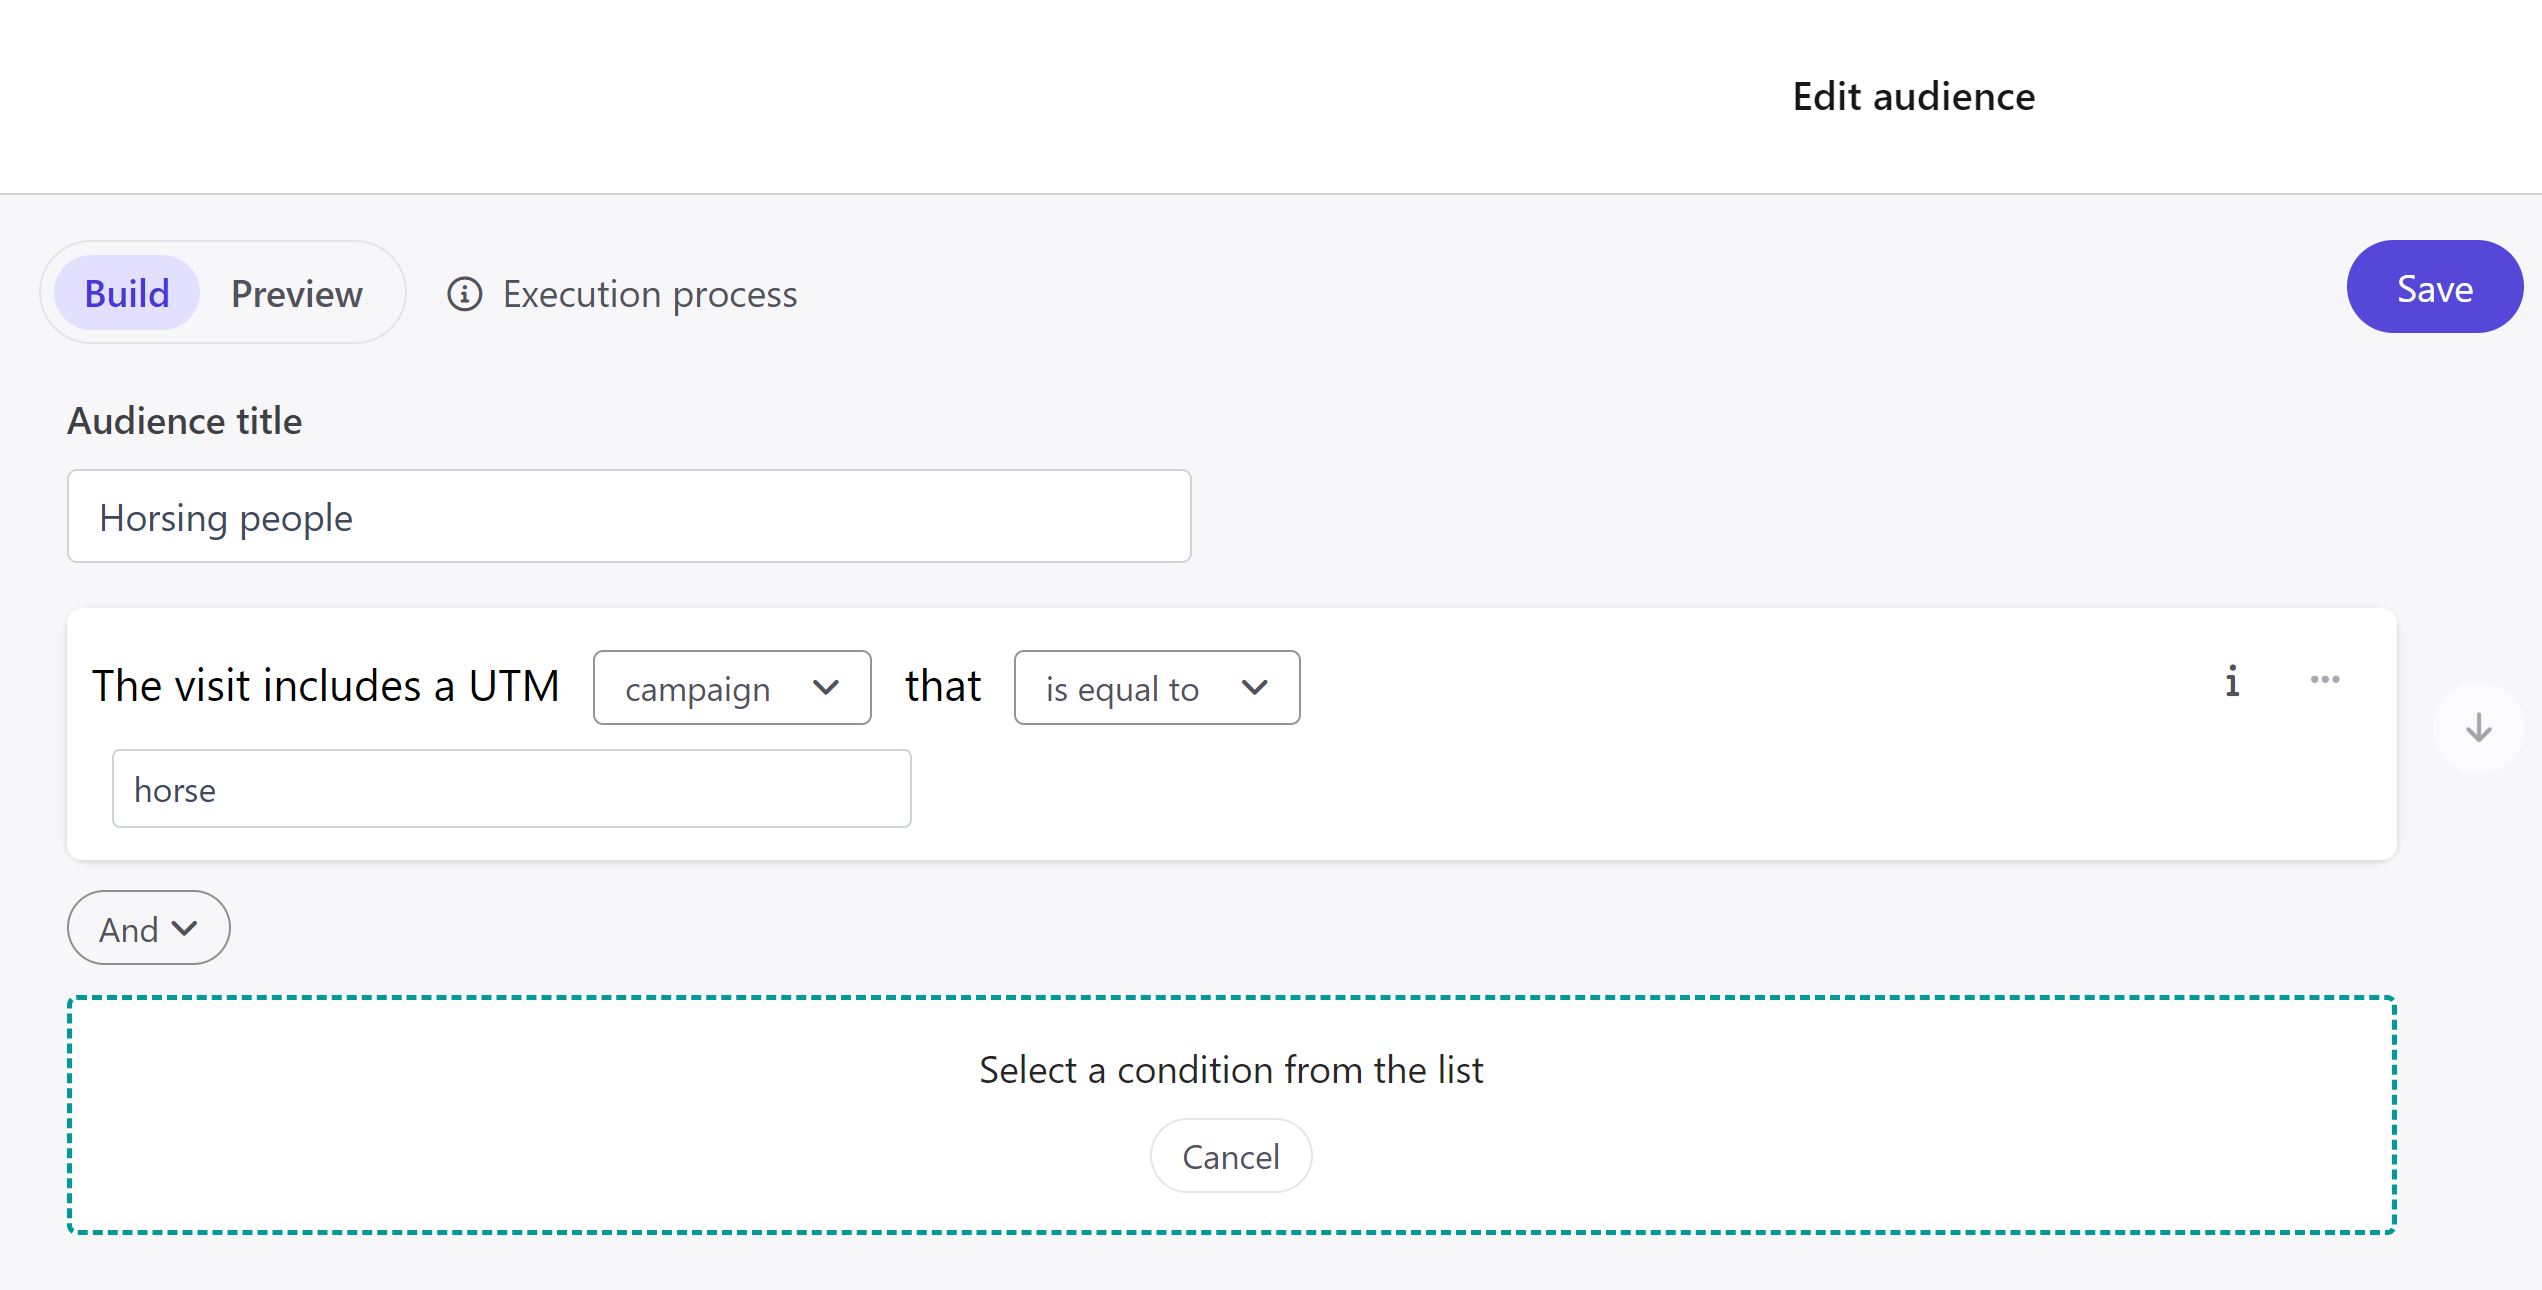 Edit audience
Build Preview Execution process Save
Audience title
Horsing people
The visit includes a UTM campaign that is equal to
horse
And
Select a condition from the list
Cancel